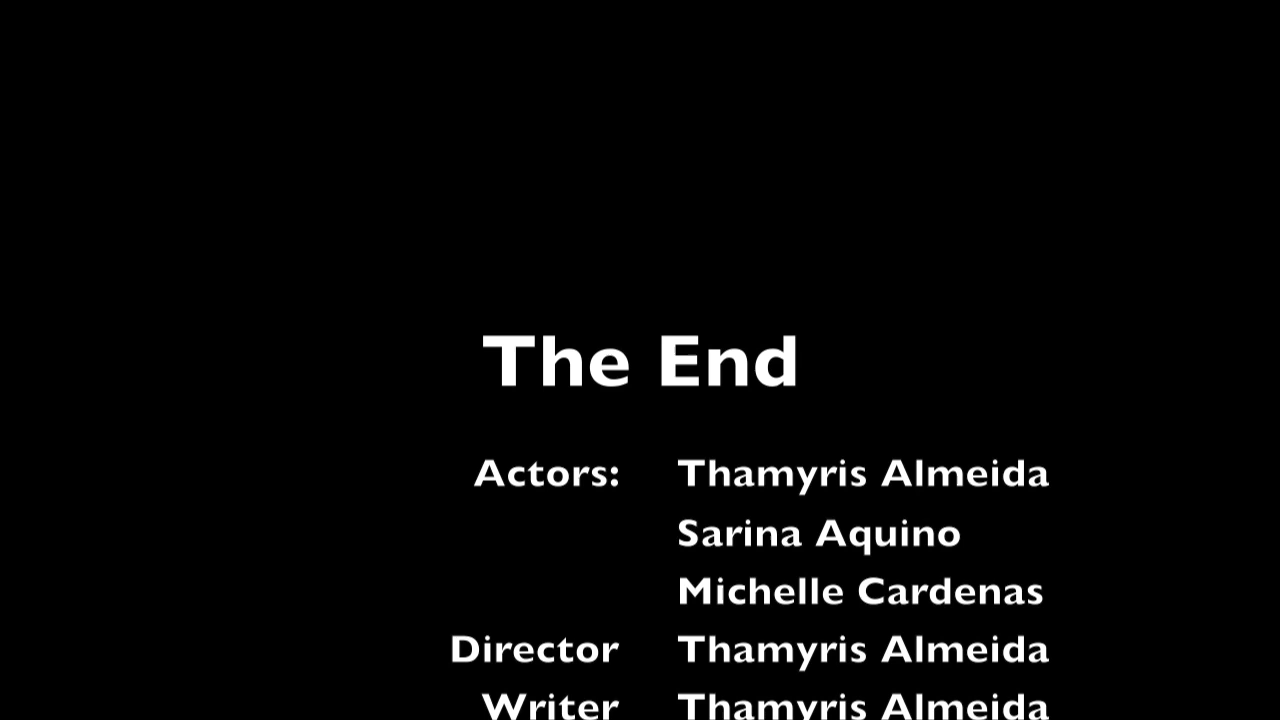 The End
Actors: Thamyris Almeida
Sarina Aquino
Michelle Cardenas
Director Thamyris Almeida
Writer Thamyris Almeida